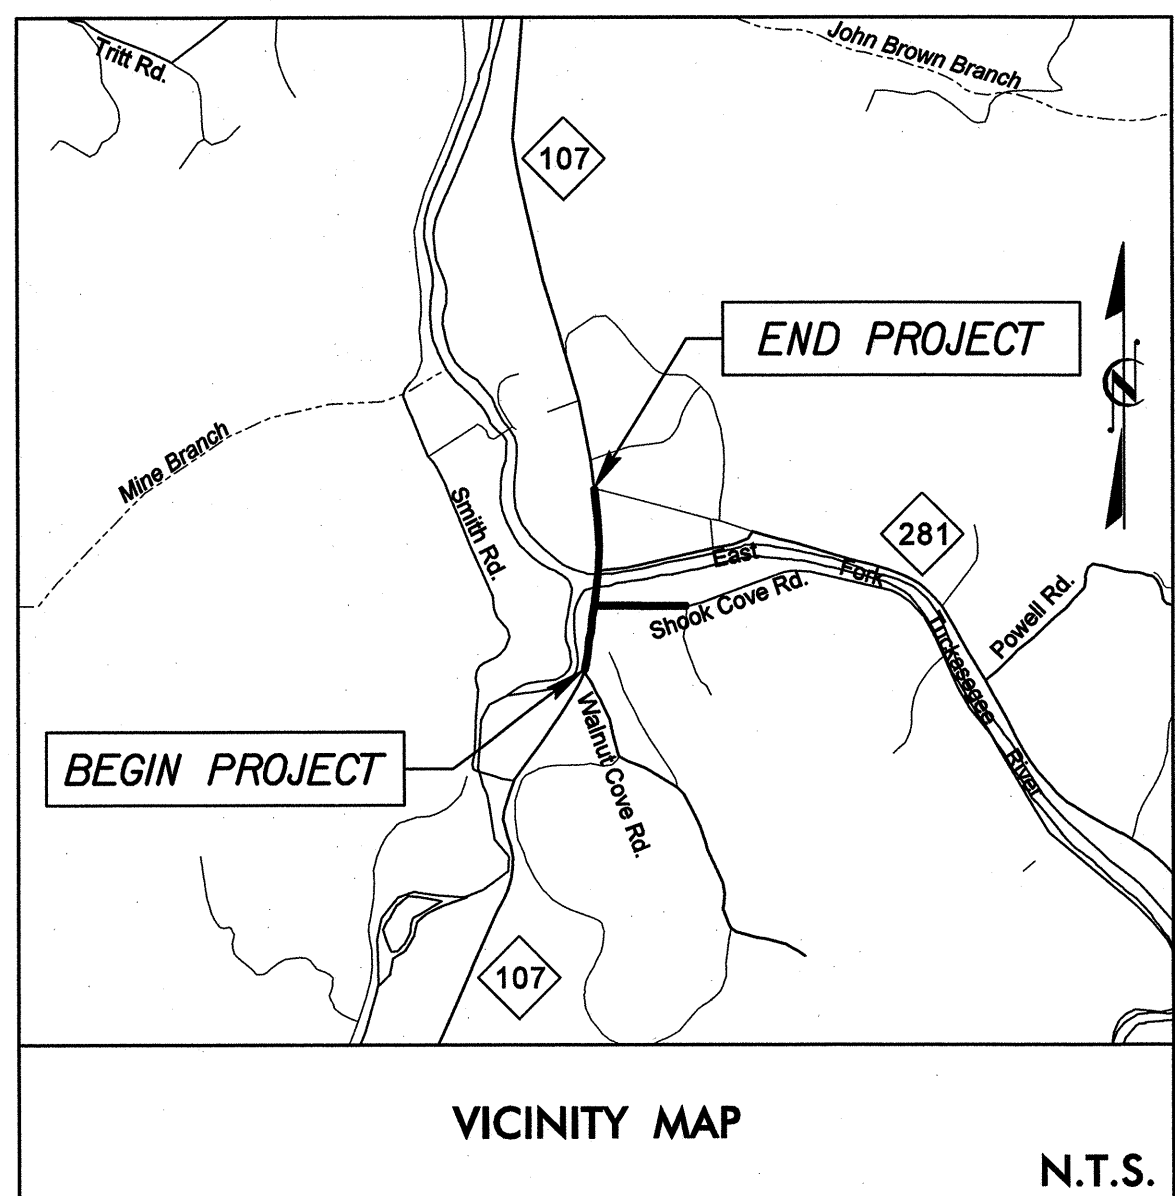 Tritt Rd.
John Brown Branch
107
END PROJECT
N
Mine Branch
Smith Rd.
281
East Fork Tuckasegee River
Shook Cove Rd.
Powell Rd.
Walnut Cove Rd.
BEGIN PROJECT
107
VICINITY MAP
N.T.S.